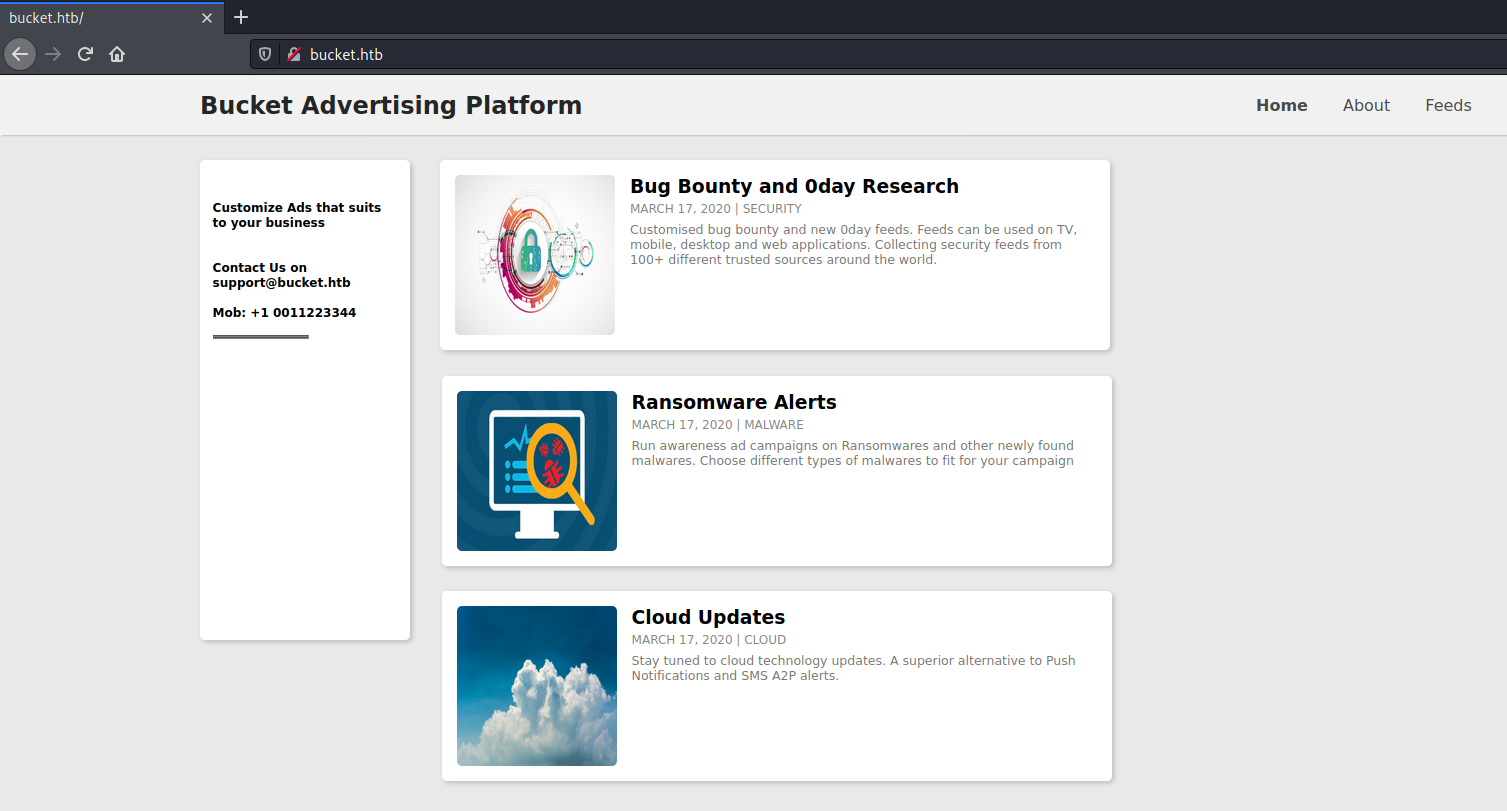 bucket.htb/
bucket.htb
Bucket Advertising Platform
Home
About
Feeds
Customize Ads that suits
to your business
Contact Us on
support@bucket.htb
Mob: +1 0011223344
Bug Bounty and 0day Research
MARCH 17, 2020 | SECURITY
Customised bug bounty and new 0day feeds. Feeds can be used on TV,
mobile, desktop and web applications. Collecting security feeds from
100+ different trusted sources around the world.
Ransomware Alerts
MARCH 17, 2020 | MALWARE
Run awareness ad campaigns on Ransomwares and other newly found
malwares. Choose different types of malwares to fit for your campaign
Cloud Updates
MARCH 17, 2020 | CLOUD
Stay tuned to cloud technology updates. A superior alternative to Push
Notifications and SMS A2P alerts.